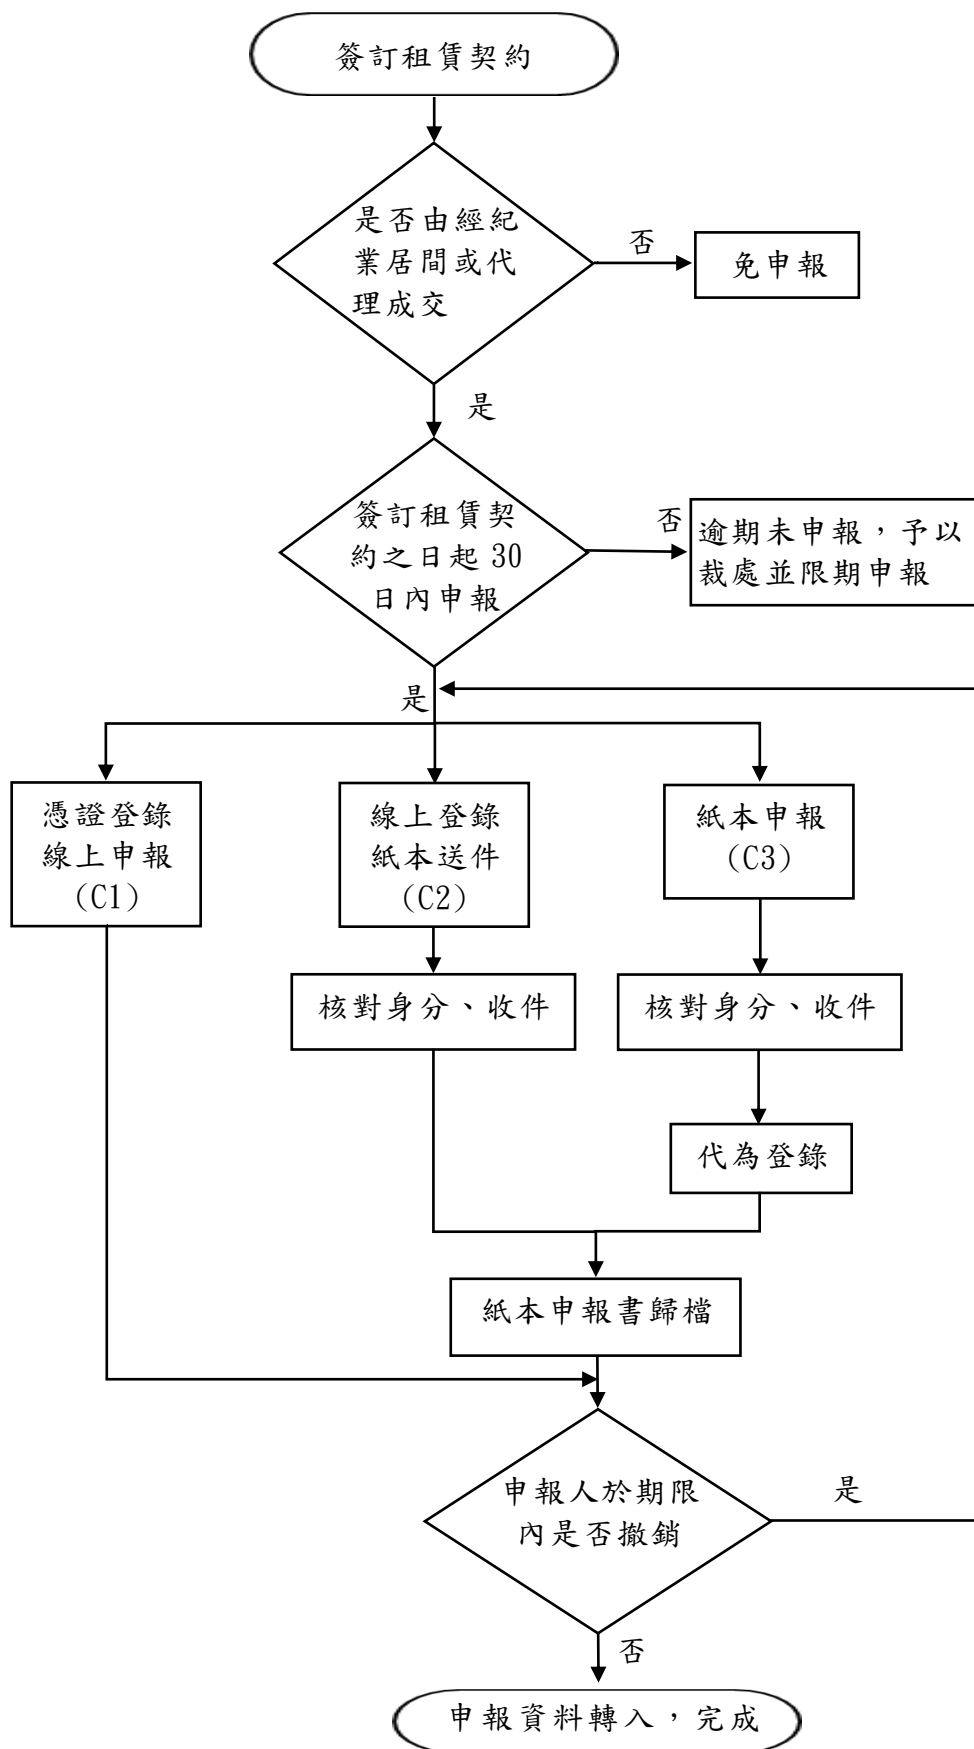 簽訂租賃契約
是否由經紀
業居間或代
理成交
否
免申報
是
簽訂租賃契
約之日起 30
日內申報
否
逾期未申報，予以
裁處並限期申報
是
憑證登錄
線上申報
(C1)
線上登錄
紙本送件
(C2)
紙本申報
(C3)
核對身分、收件
核對身分、收件
代為登錄
紙本申報書歸檔
申報人於期限
內是否撤銷
是
否
申報資料轉入，完成